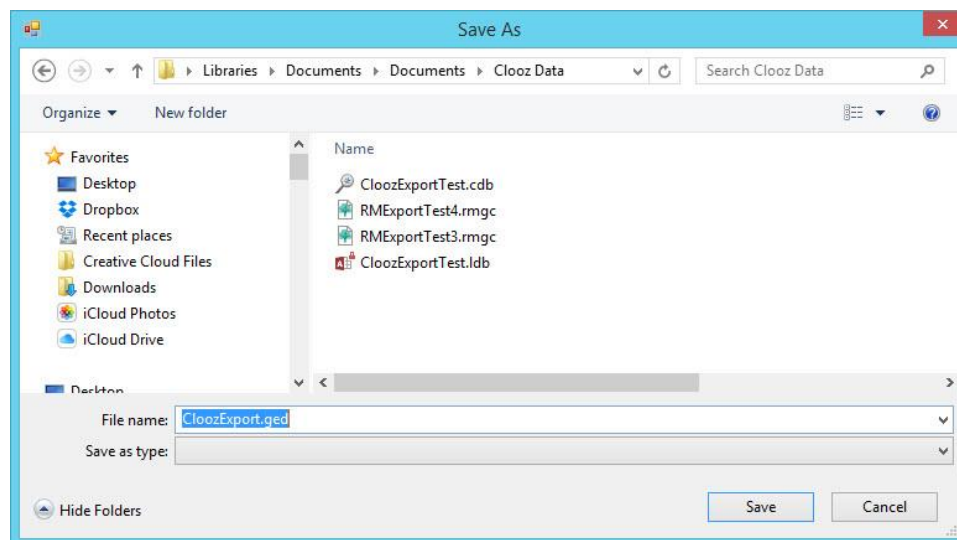 Save As
Libraries Documents Documents Clooz Data
Search Clooz Data
Organize New folder
Favorites
Desktop
Dropbox
Recent places
Creative Cloud Files
Downloads
iCloud Photos
iCloud Drive
Desktop
Name
CloozExportTest.cdb
RMExportTest4.rmgc
RMExportTest3.rmgc
CloozExportTest.ldb
File name: CloozExport.ged
Save as type:
Hide Folders
Save Cancel